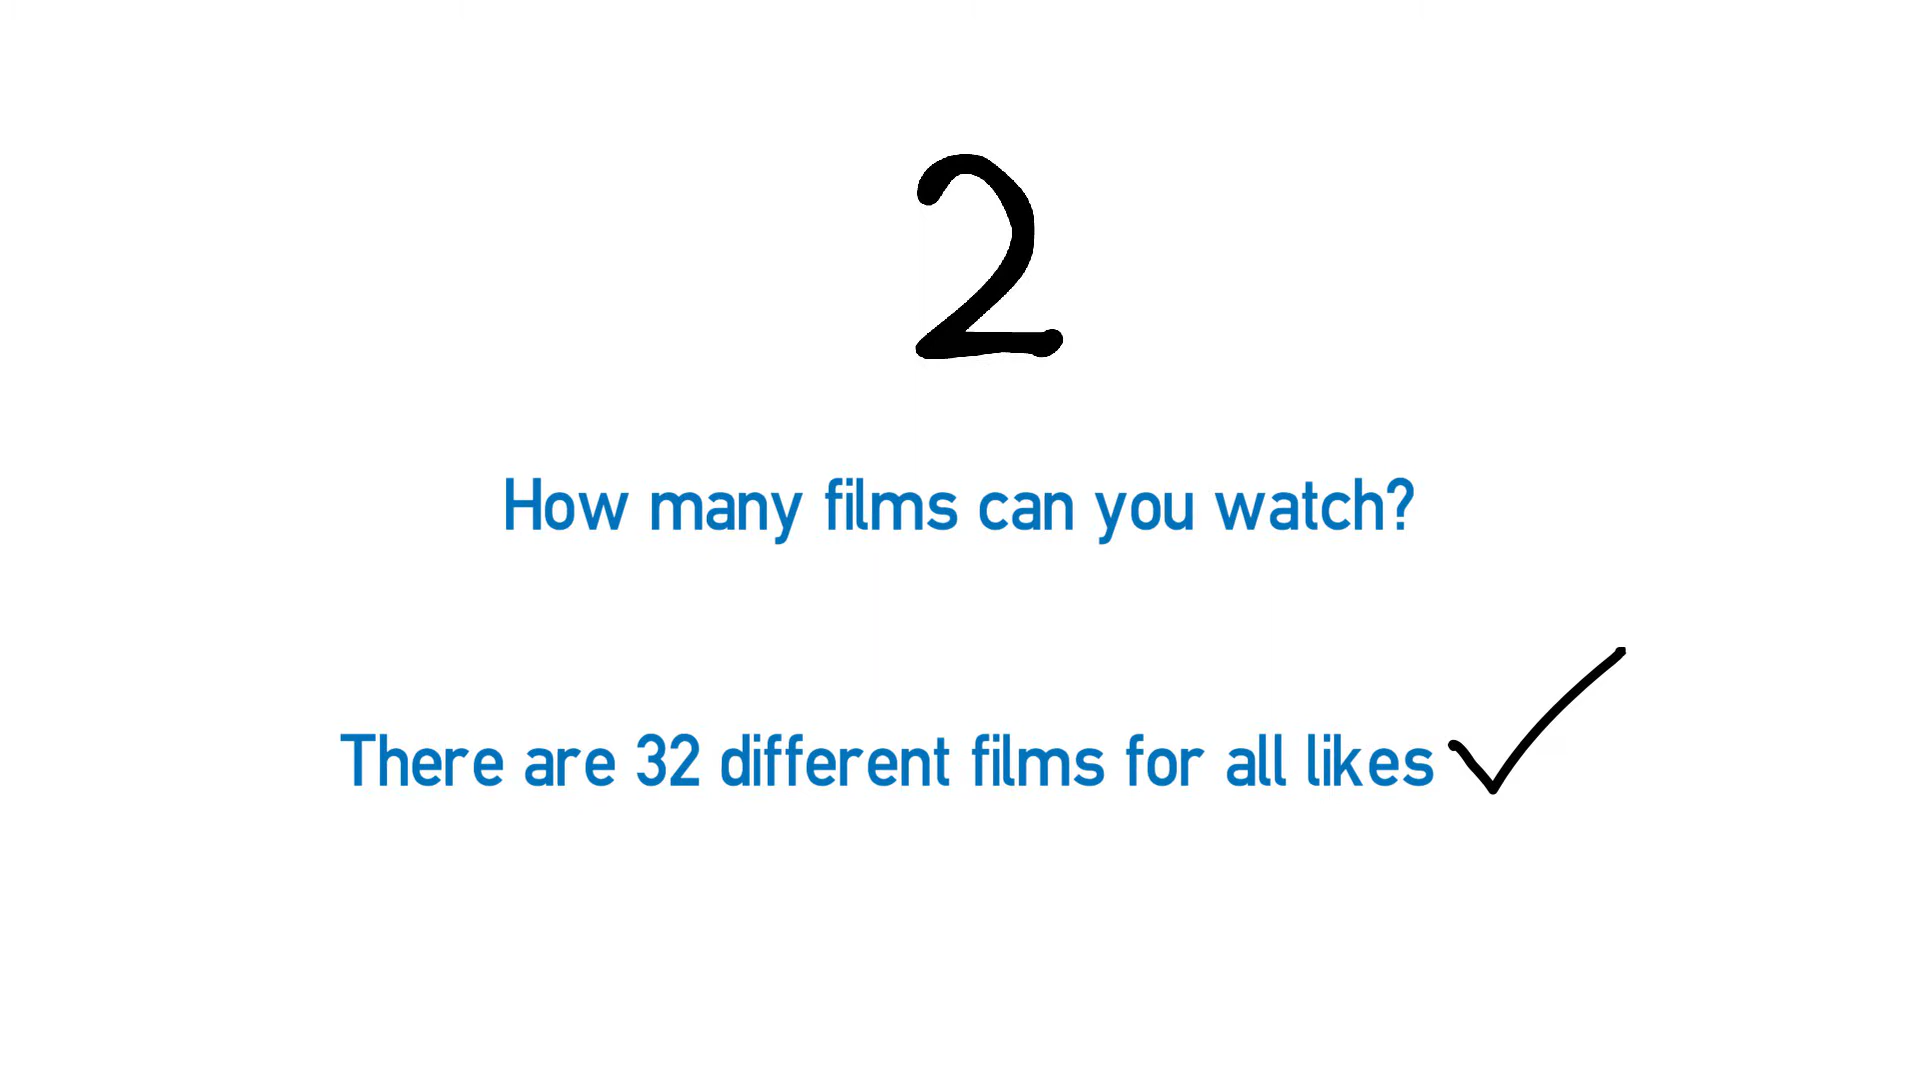 2
How many films can you watch?
There are 32 different films for all likes